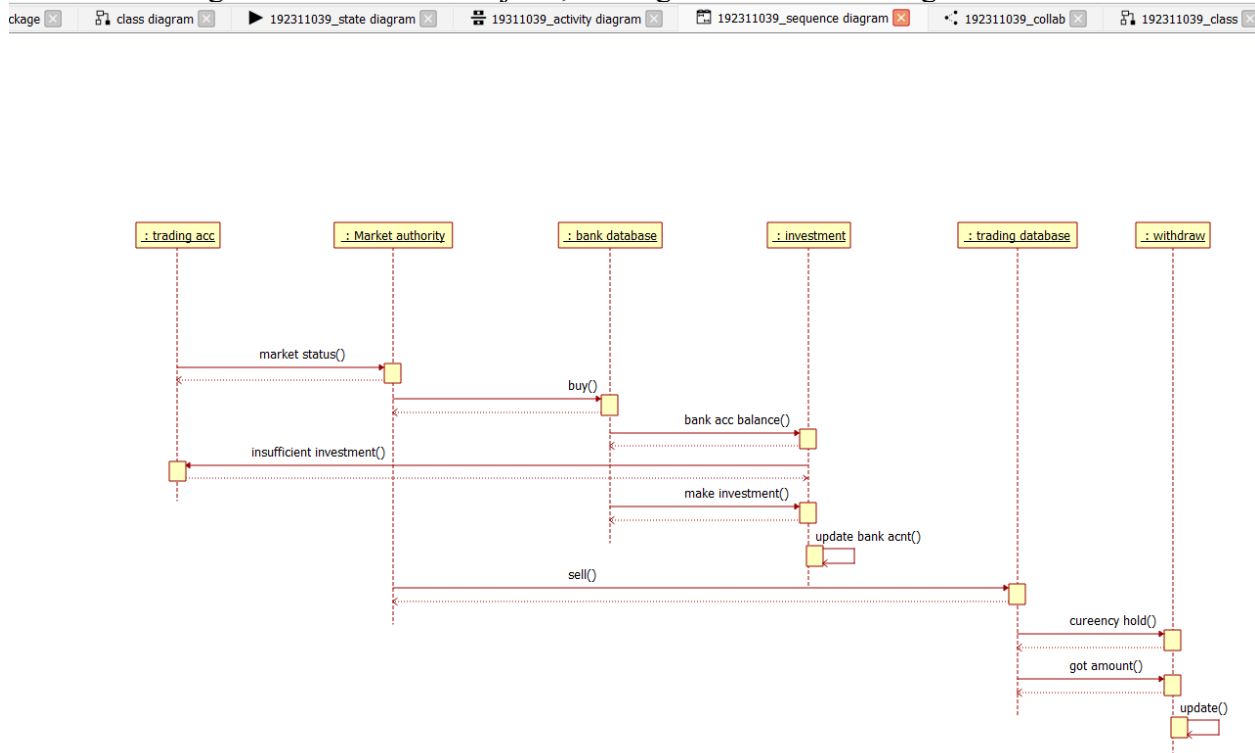 ckage class diagram 192311039_state diagram 19311039_activity diagram 192311039_sequence diagram 192311039_collab 192311039_class
: trading acc : Market authority : bank database : investment : trading database : withdraw
market status()
buy()
bank acc balance()
insufficient investment()
make investment()
update bank acnt()
sell()
cureency hold()
got amount()
update()